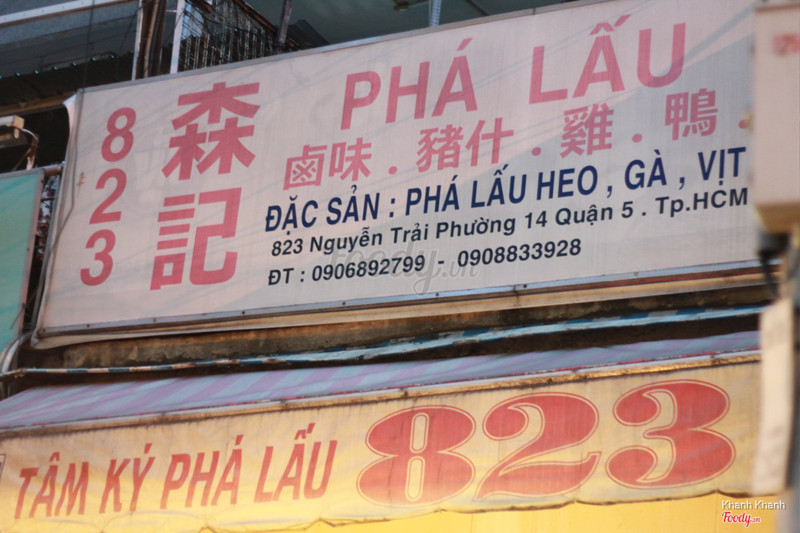 823
森記
PHÁ LẤU
鹵味 . 豬什 . 雞 . 鴨 .
ĐẶC SẢN : PHÁ LẤU HEO , GÀ , VỊT
823 Nguyễn Trải Phường 14 Quận 5 . Tp.HCM
ĐT : 0906892799 - 0908833928
Foody.vn
TÂM KÝ PHÁ LẤU 823
Khanh Khanh
Foody.vn